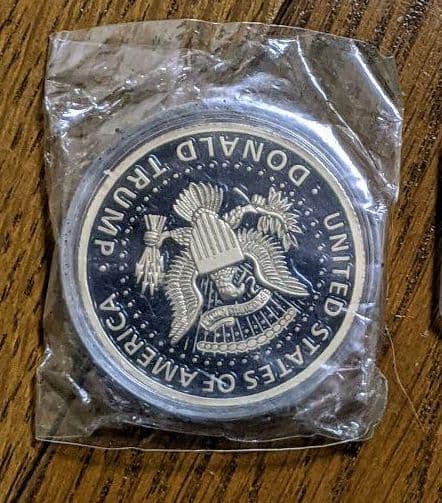 UNITED STATES OF AMERICA
· DONALD TRUMP ·